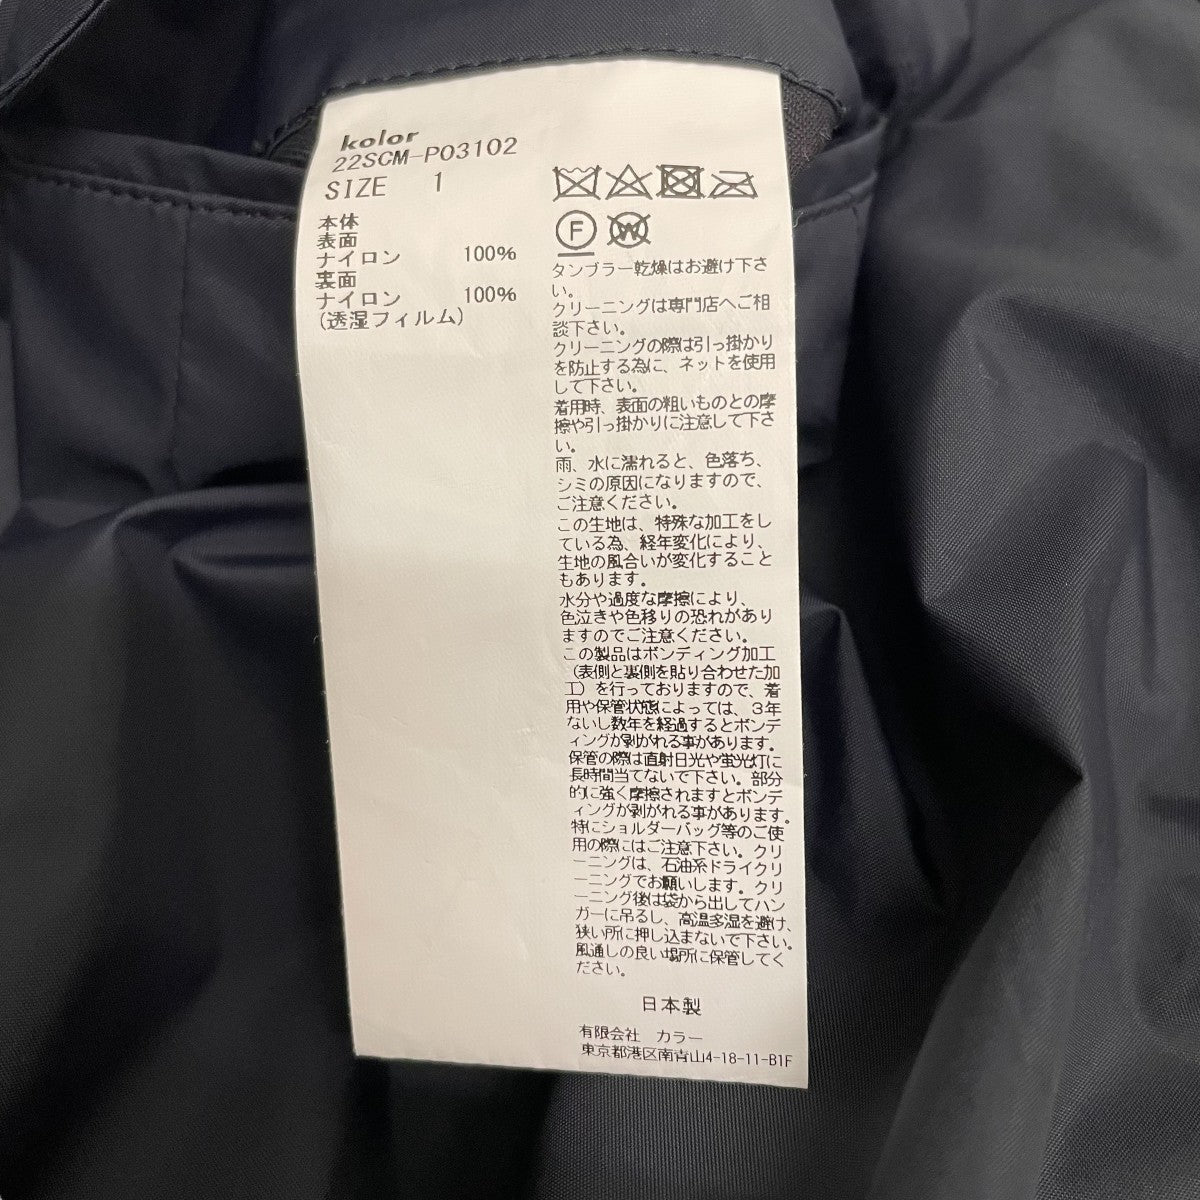 kolor
22SCM-P03102
SIZE 1
本体
表面
ナイロン 100%
裏面
ナイロン 100%
(透湿フィルム)
F
W
タンブラー乾燥はお避け下さ
い。
クリーニングは専門店へご相
談下さい。
クリーニングの際は引っ掛かり
を防止する為に、ネットを使用
して下さい。
着用時、表面の粗いものとの摩
擦や引っ掛かりに注意して下さ
い。
雨、水に濡れると、色落ち、
シミの原因になりますので、
ご注意ください。
この生地は、特殊な加工をし
ている為、経年変化により、
生地の風合いが変化すること
もあります。
水分や過度な摩擦により、
色泣きや色移りの恐れがあり
ますのでご注意ください。
この製品はボンディング加工
(表側と裏側を貼り合わせた加
工)を行っておりますので、着
用や保管状態によっては、3年
ないし数年を経過するとボンデ
ィングが剥がれる事があります。
保管の際は直射日光や蛍光灯に
長時間当てないで下さい。部分
的に強く摩擦されますとボンデ
ィングが剥がれる事があります。
特にショルダーバッグ等のご使
用の際にはご注意下さい。クリ
ーニングは、石油系ドライクリ
ーニングでお願いします。クリ
ーニング後は袋から出してハン
ガーに吊るし、高温多湿を避け、
狭い所に押し込まないで下さい。
風通しの良い場所に保管してく
ださい。
日本製
有限会社 カラー
東京都港区南青山4-18-11-B1F